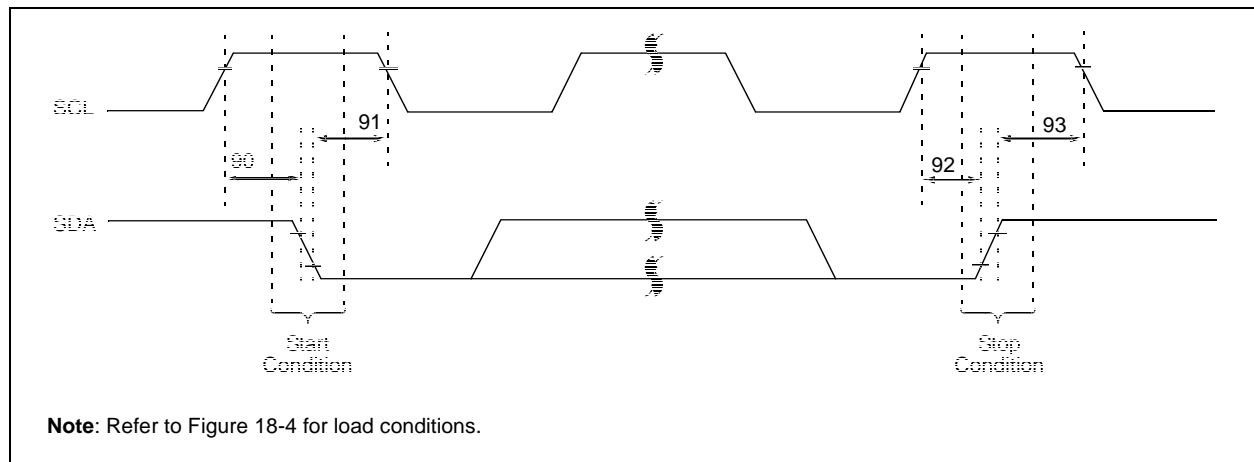 SCL
91
93
90
92
SDA
Start
Condition
Stop
Condition
Note: Refer to Figure 18-4 for load conditions.